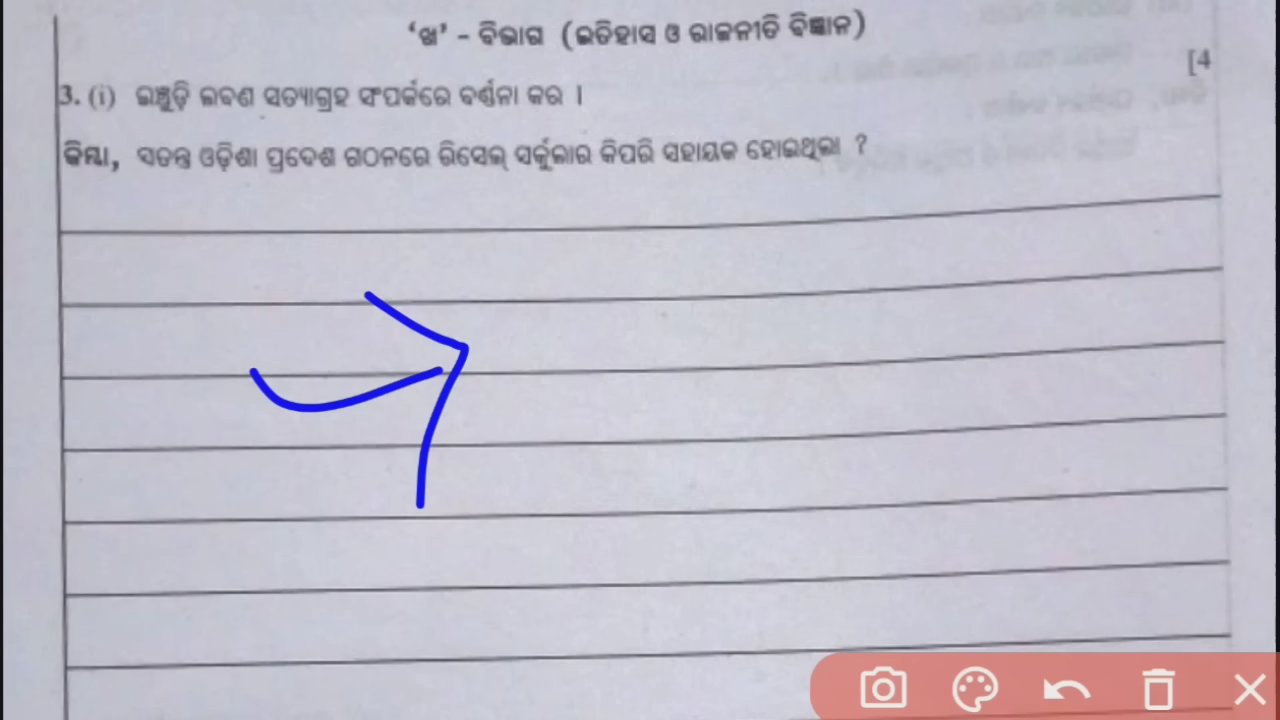 ‘ଖ’ - ବିଭାଗ (ଇତିହାସ ଓ ରାଜନୀତି ବିଜ୍ଞାନ)
[4
3. (i) ଇଞ୍ଚୁଡ଼ି ଲବଣ ସତ୍ୟାଗ୍ରହ ସଂପର୍କରେ ବର୍ଣ୍ଣନା କର ।
କିମ୍ବା, ସ୍ବତନ୍ତ୍ର ଓଡ଼ିଶା ପ୍ରଦେଶ ଗଠନରେ ରିସେଲ୍ ସର୍କୁଲାର କିପରି ସହାୟକ ହୋଇଥିଲା ?